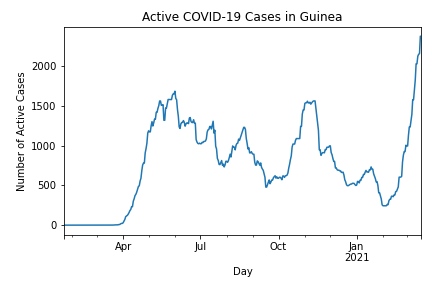 Active COVID-19 Cases in Guinea
Number of Active Cases
2000
1500
1000
500
0
Apr
Jul
Oct
Jan
2021
Day